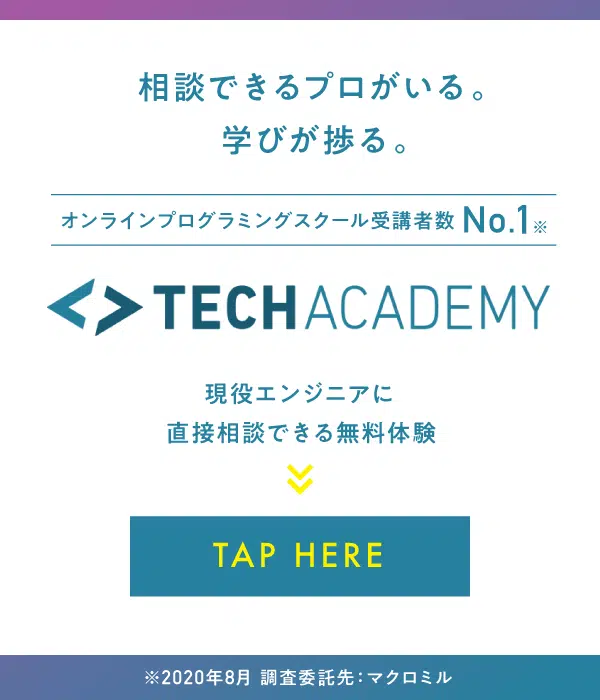 相談できるプロがいる。
学びが捗る。
オンラインプログラミングスクール受講者数 No.1※
TECHACADEMY
現役エンジニアに
直接相談できる無料体験
TAP HERE
※2020年8月 調査委託先：マクロミル